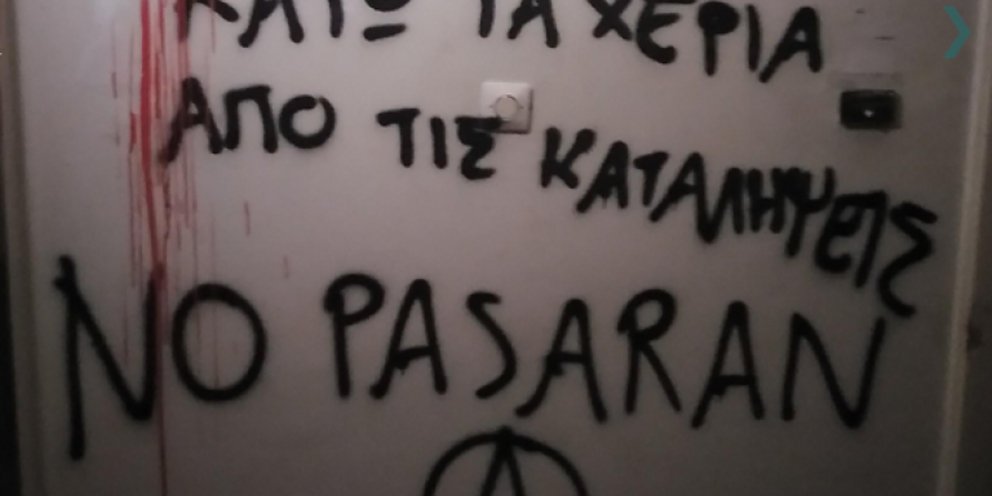 ΚΑΤΩ ΤΑ ΧΕΡΙΑ
ΑΠΟ ΤΙΣ ΚΑΤΑΛΗΨΕΙΣ
NO PASARAN